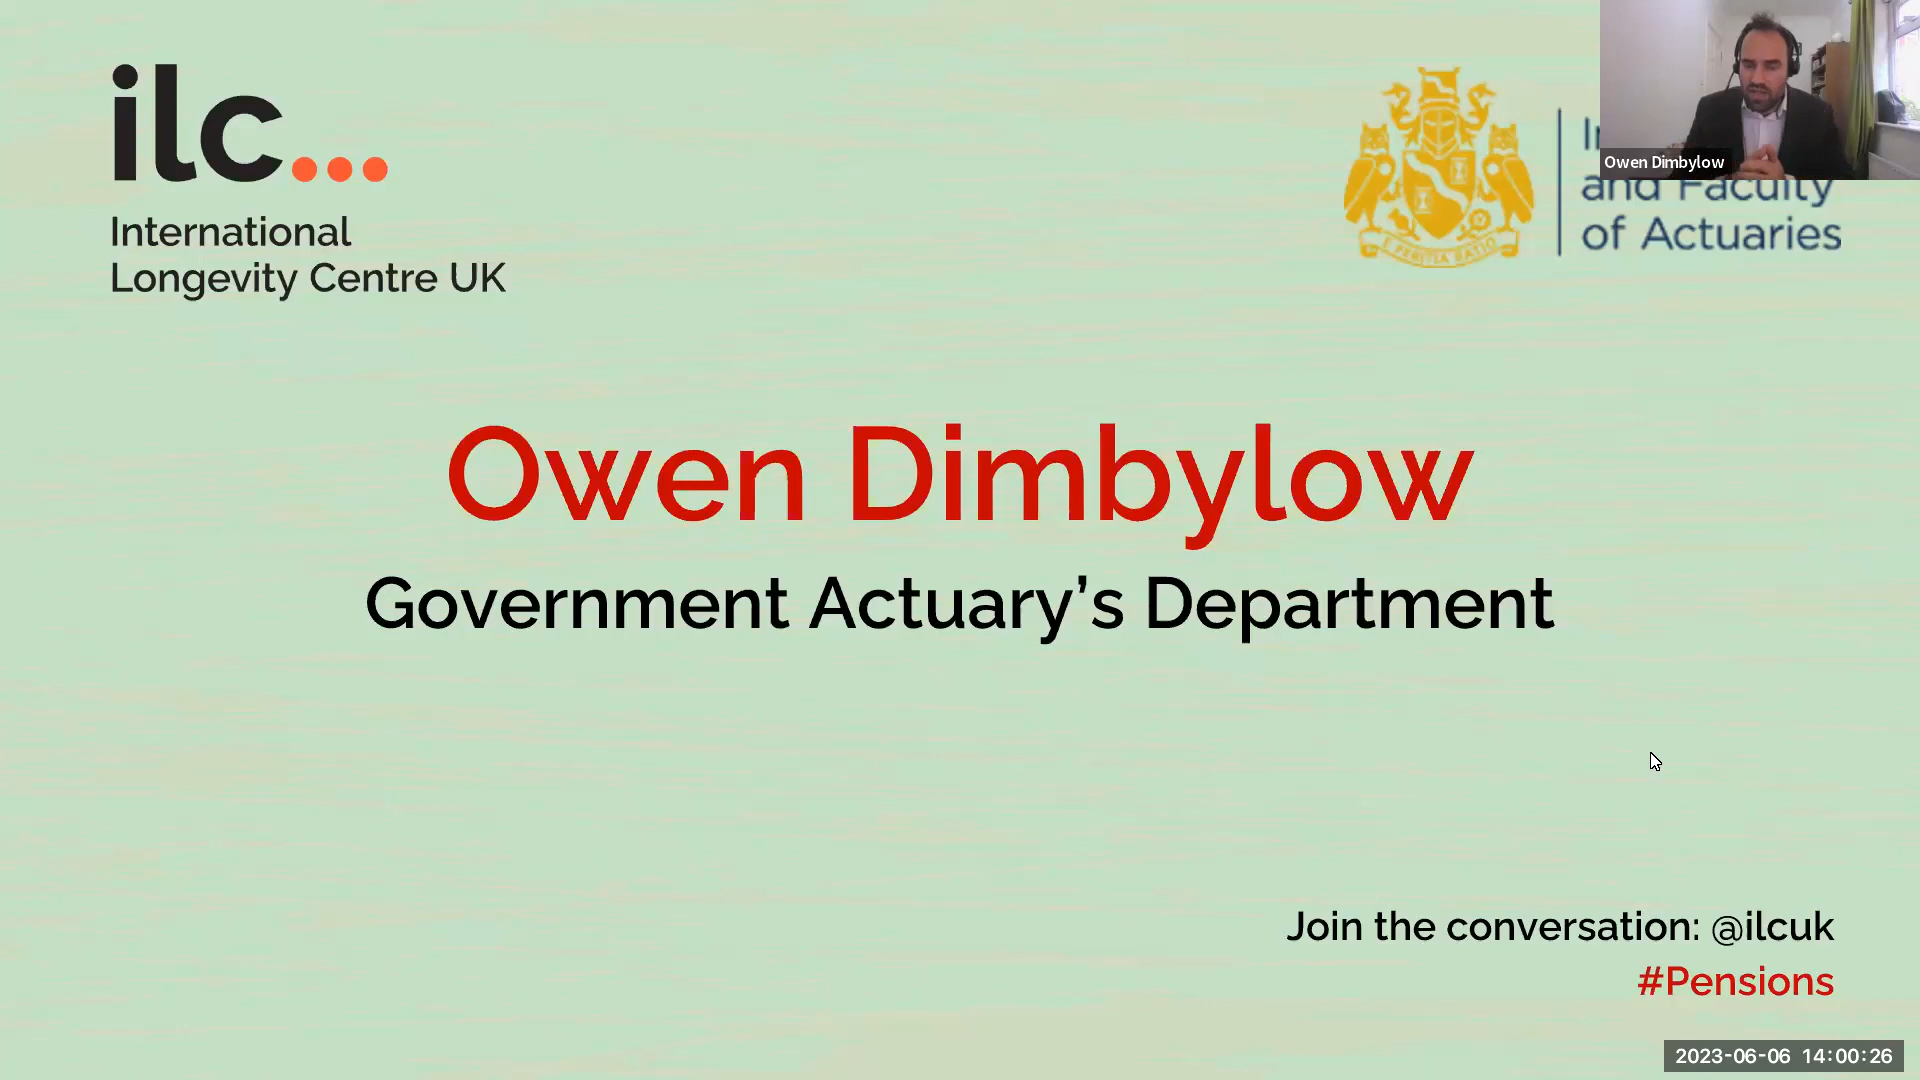 ilc...
International
Longevity Centre UK
and Faculty
of Actuaries
Owen Dimbylow
Owen Dimbylow
Government Actuary's Department
Join the conversation: @ilcuk
#Pensions
2023-06-06 14:00:26